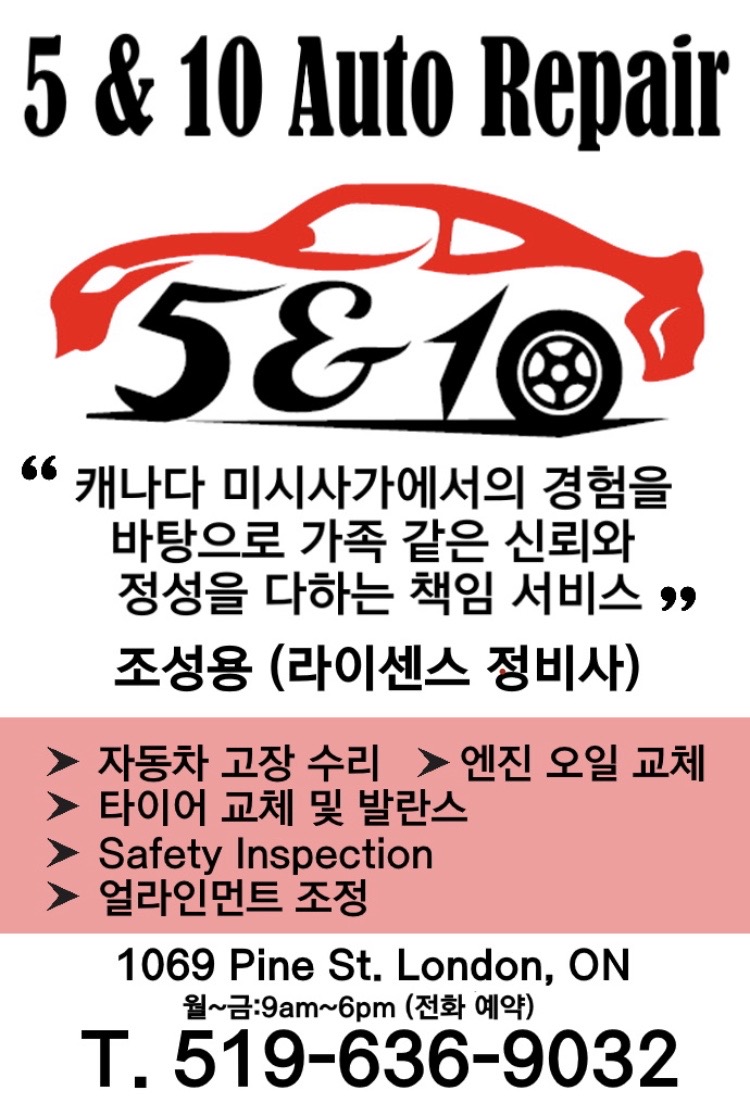 5 & 10 Auto Repair
5&10
“ 캐나다 미시사가에서의 경험을
바탕으로 가족 같은 신뢰와
정성을 다하는 책임 서비스 ”
조성용 (라이센스 정비사)
➤ 자동차 고장 수리 ➤ 엔진 오일 교체
➤ 타이어 교체 및 발란스
➤ Safety Inspection
➤ 얼라인먼트 조정
1069 Pine St. London, ON
월~금:9am~6pm (전화 예약)
T. 519-636-9032